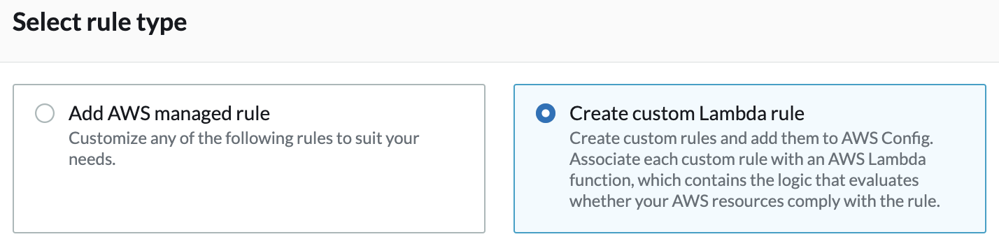 Select rule type
Add AWS managed rule
Customize any of the following rules to suit your
needs.
Create custom Lambda rule
Create custom rules and add them to AWS Config.
Associate each custom rule with an AWS Lambda
function, which contains the logic that evaluates
whether your AWS resources comply with the rule.